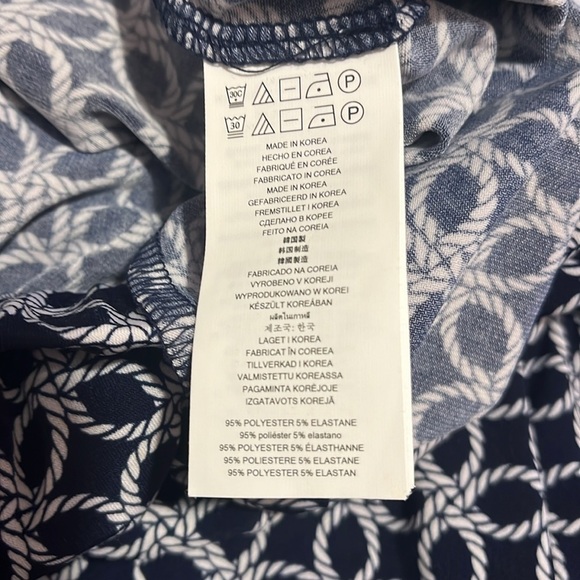 30C P
30 P
MADE IN KOREA
HECHO EN COREA
FABRIQUÉ EN CORÉE
FABBRICATO IN COREA
MADE IN KOREA
GEFABRICEERD IN KOREA
FREMSTILLET I KOREA
СДЕЛАНО В КОРЕЕ
FEITO NA COREIA
韓国製
韩国制造
韓國製造
FABRICADO NA COREIA
VYROBENO V KOREJI
WYPRODUKOWANO W KOREI
KÉSZÜLT KOREÁBAN
ผลิตในเกาหลี
제조국: 한국
LAGET I KOREA
FABRICAT ÎN COREEA
TILLVERKAD I KOREA
VALMISTETTU KOREASSA
PAGAMINTA KORĖJOJE
IZGATAVOTS KOREJĀ
95% POLYESTER 5% ELASTANE
95% poliéster 5% elastano
95% POLYESTER 5% ÉLASTHANNE
95% POLIESTERE 5% ELASTANE
95% POLYESTER 5% ELASTAN